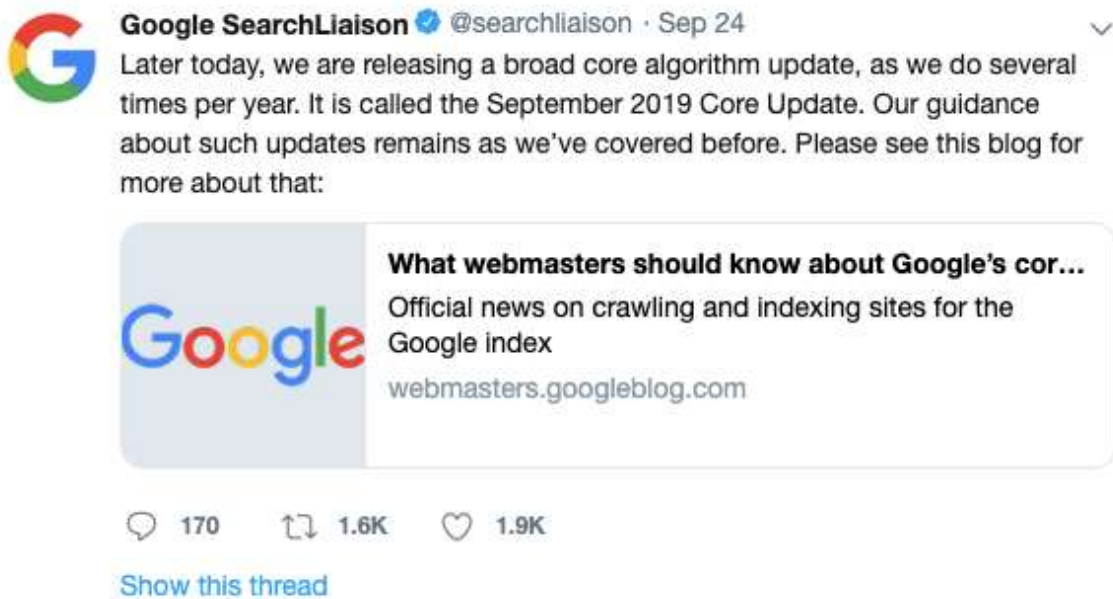 Google SearchLiaison @searchliaison · Sep 24
Later today, we are releasing a broad core algorithm update, as we do several
times per year. It is called the September 2019 Core Update. Our guidance
about such updates remains as we've covered before. Please see this blog for
more about that:
Google
What webmasters should know about Google's cor...
Official news on crawling and indexing sites for the
Google index
webmasters.googleblog.com
170 1.6K 1.9K
Show this thread